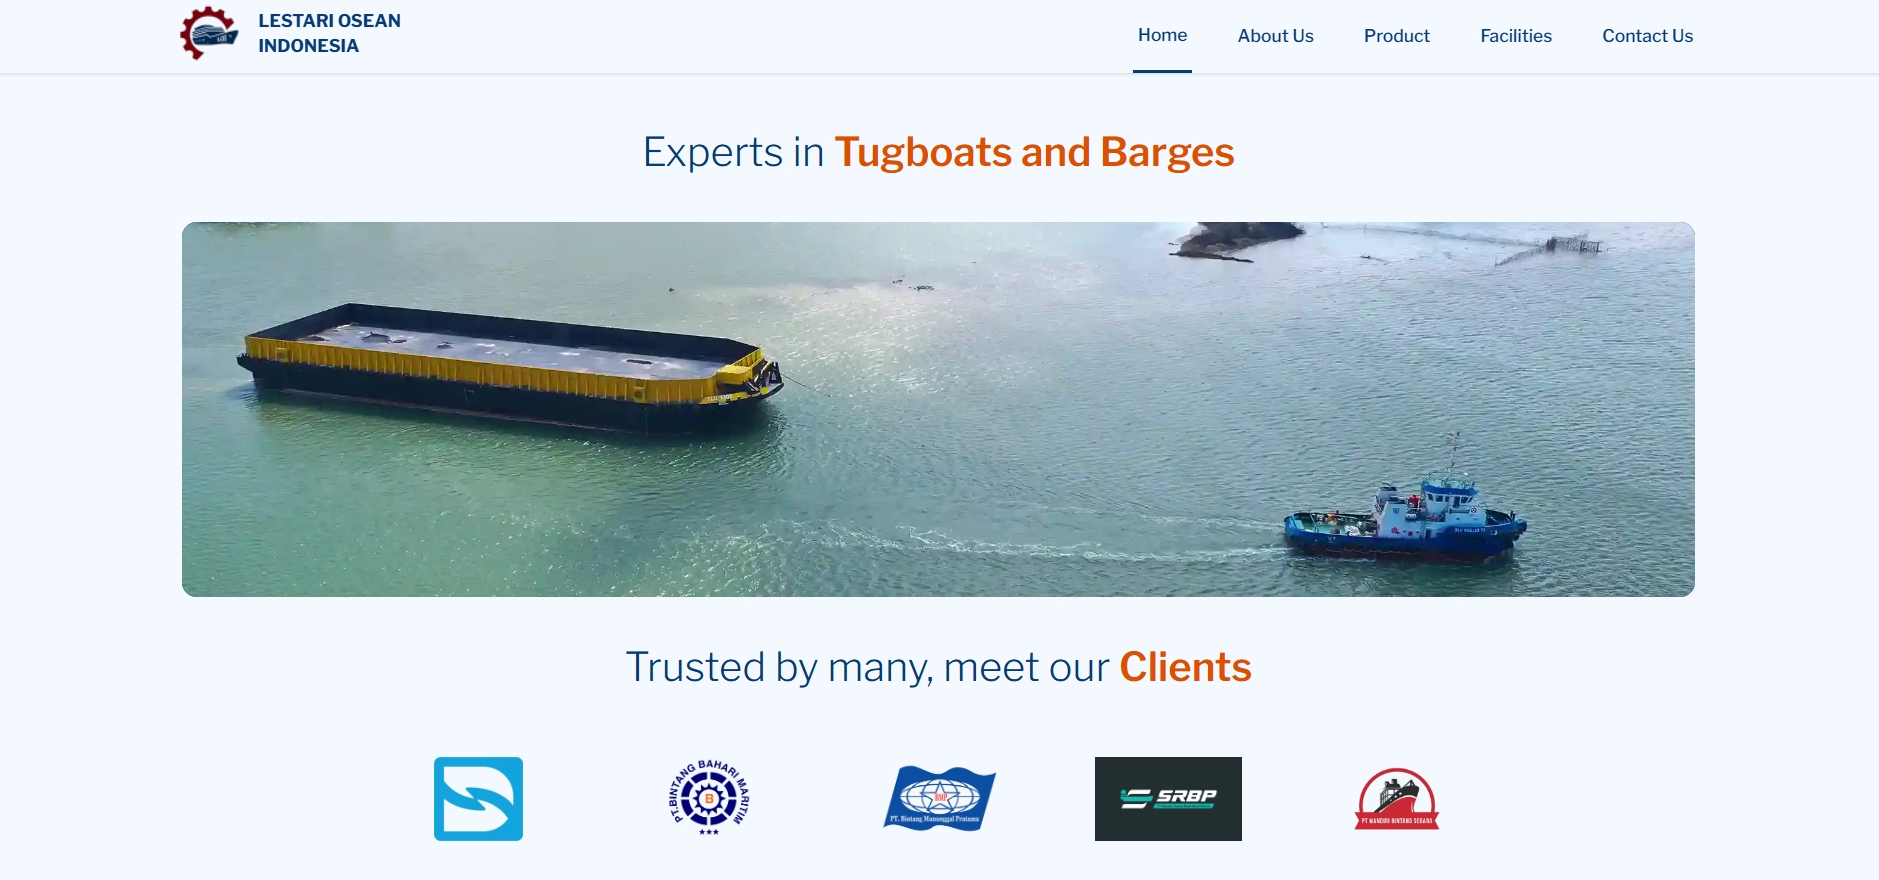 LESTARI OSEAN
INDONESIA
Home
About Us
Product
Facilities
Contact Us
Experts in Tugboats and Barges
Trusted by many, meet our Clients
PT.BINTANG BAHARI MARITIM
B
BMP
PT. Bintang Manunggal Pratama
SRBP
PT MANDIRI BINTANG SEGARA